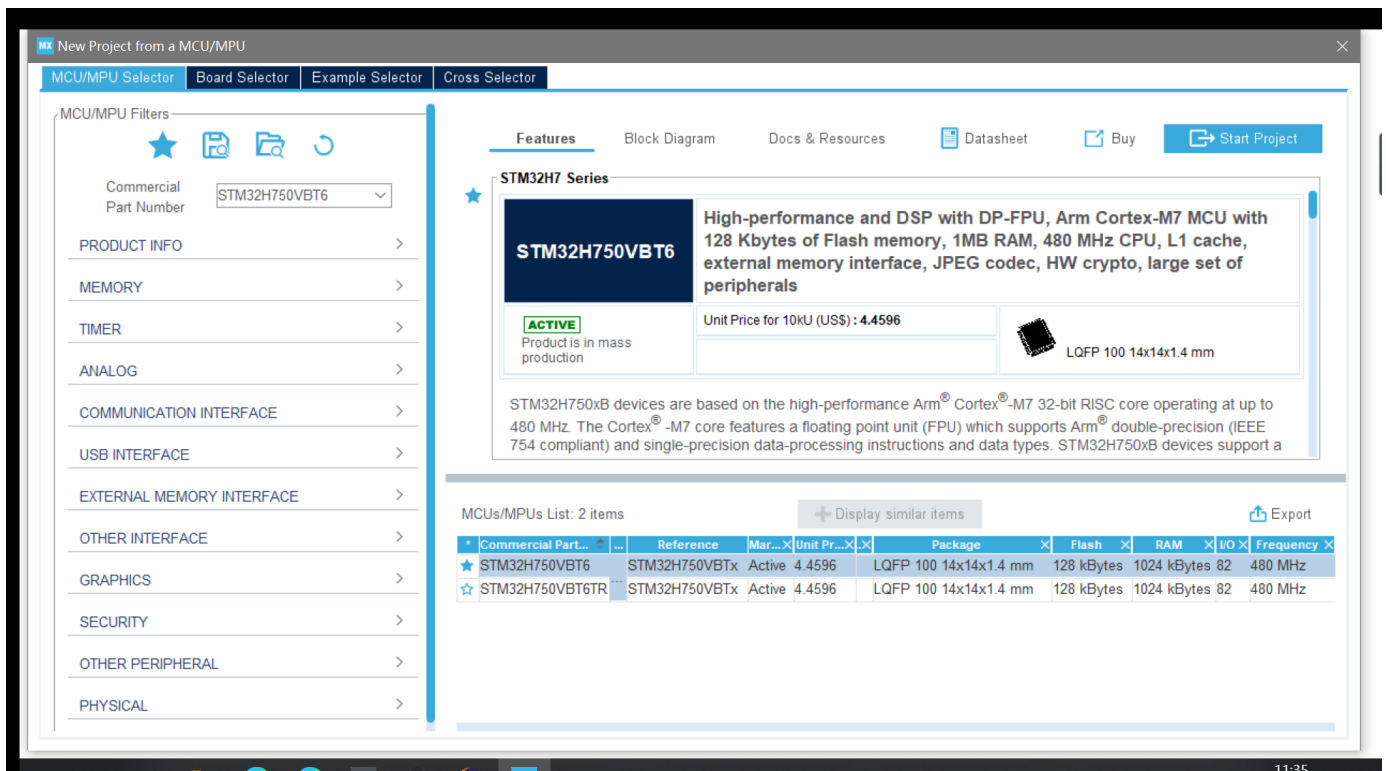 MX New Project from a MCU/MPU
MCU/MPU Selector Board Selector Example Selector Cross Selector
MCU/MPU Filters
Commercial
Part Number
STM32H750VBT6
PRODUCT INFO
MEMORY
TIMER
ANALOG
COMMUNICATION INTERFACE
USB INTERFACE
EXTERNAL MEMORY INTERFACE
OTHER INTERFACE
GRAPHICS
SECURITY
OTHER PERIPHERAL
PHYSICAL
Features Block Diagram Docs & Resources Datasheet Buy Start Project
STM32H7 Series
STM32H750VBT6
High-performance and DSP with DP-FPU, Arm Cortex-M7 MCU with
128 Kbytes of Flash memory, 1MB RAM, 480 MHz CPU, L1 cache,
external memory interface, JPEG codec, HW crypto, large set of
peripherals
ACTIVE
Product is in mass
production
Unit Price for 10kU (US$) : 4.4596
LQFP 100 14x14x1.4 mm
STM32H750xB devices are based on the high-performance Arm® Cortex®-M7 32-bit RISC core operating at up to
480 MHz. The Cortex® -M7 core features a floating point unit (FPU) which supports Arm® double-precision (IEEE
754 compliant) and single-precision data-processing instructions and data types. STM32H750xB devices support a
MCUs/MPUs List: 2 items Display similar items Export
* Commercial Part... ... Reference Mar... X Unit Pr... X .. X Package X Flash X RAM X I/O X Frequency X
STM32H750VBT6 STM32H750VBTx Active 4.4596 LQFP 100 14x14x1.4 mm 128 kBytes 1024 kBytes 82 480 MHz
STM32H750VBT6TR ... STM32H750VBTx Active 4.4596 LQFP 100 14x14x1.4 mm 128 kBytes 1024 kBytes 82 480 MHz
11:35